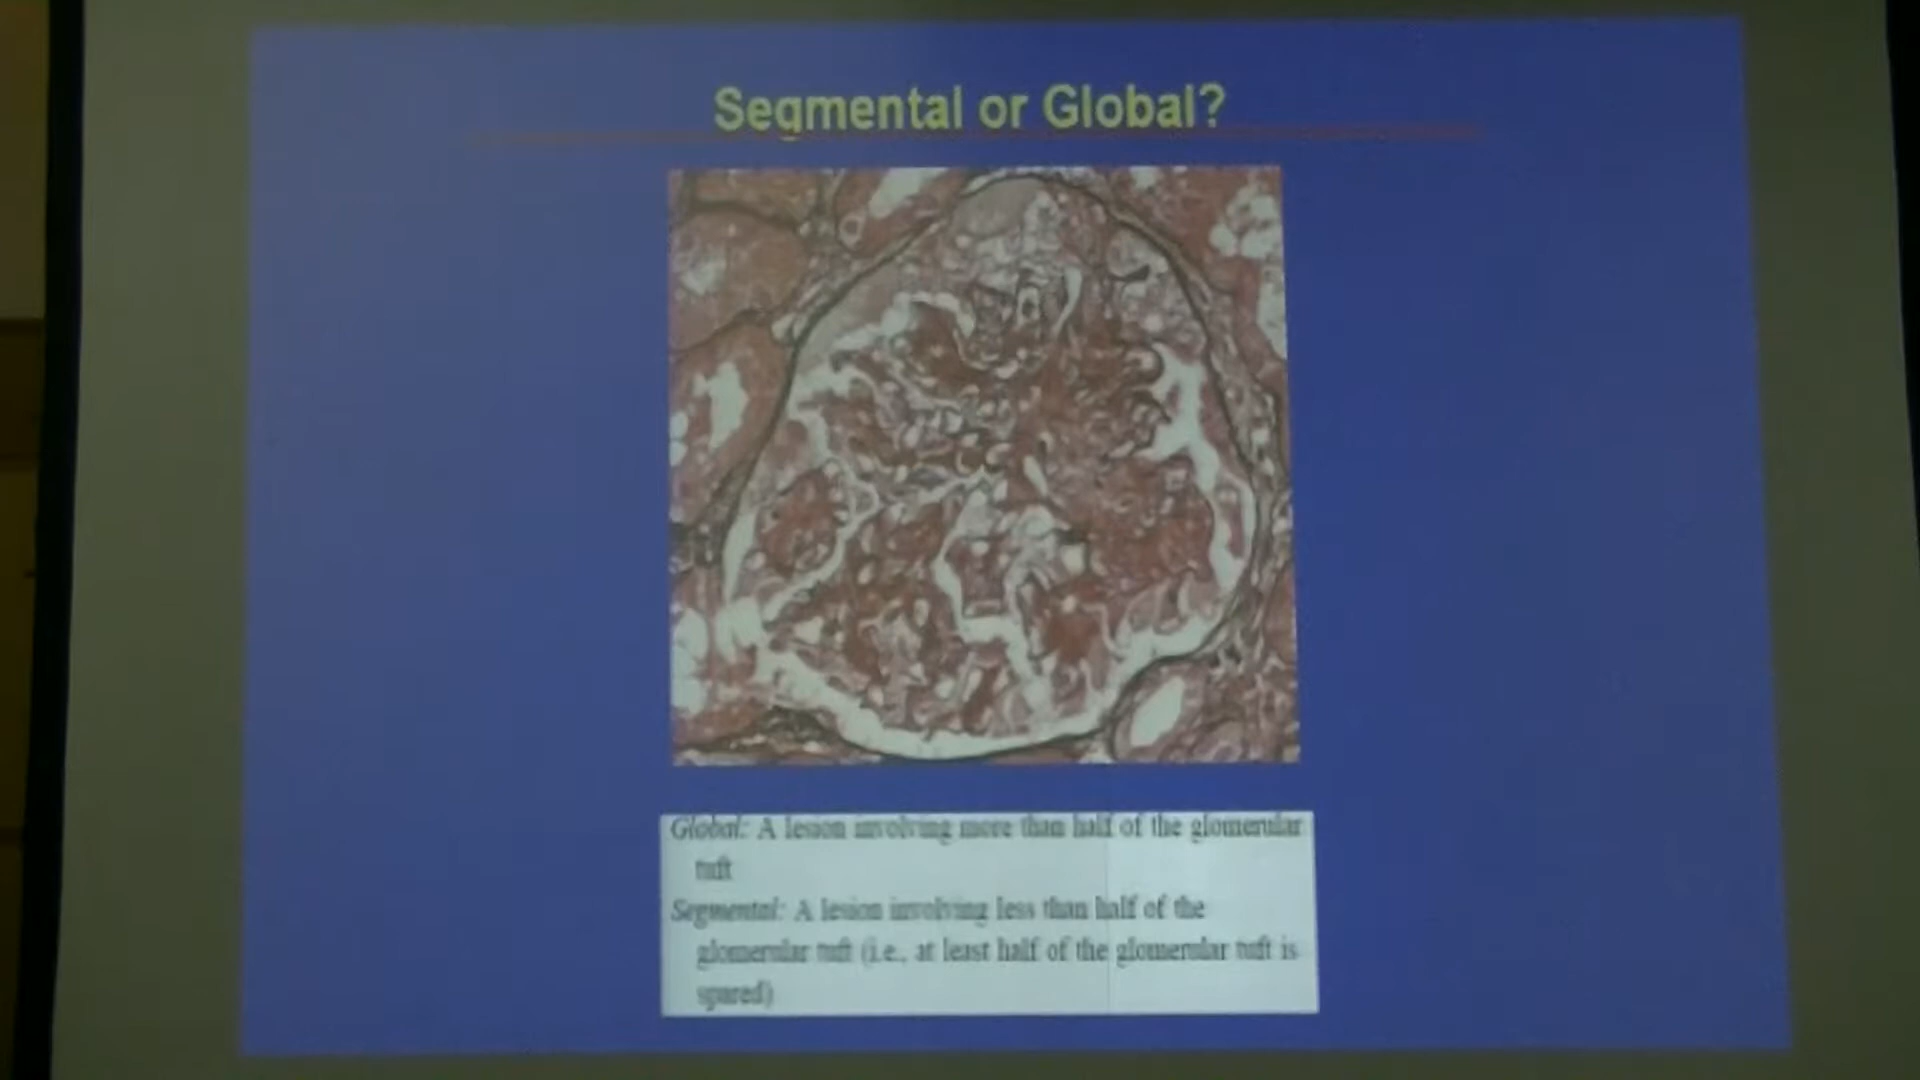 Segmental or Global?
Global: A lesion involving more than half of the glomerular
tuft
Segmental: A lesion involving less than half of the
glomerular tuft (i.e., at least half of the glomerular tuft is
spared)